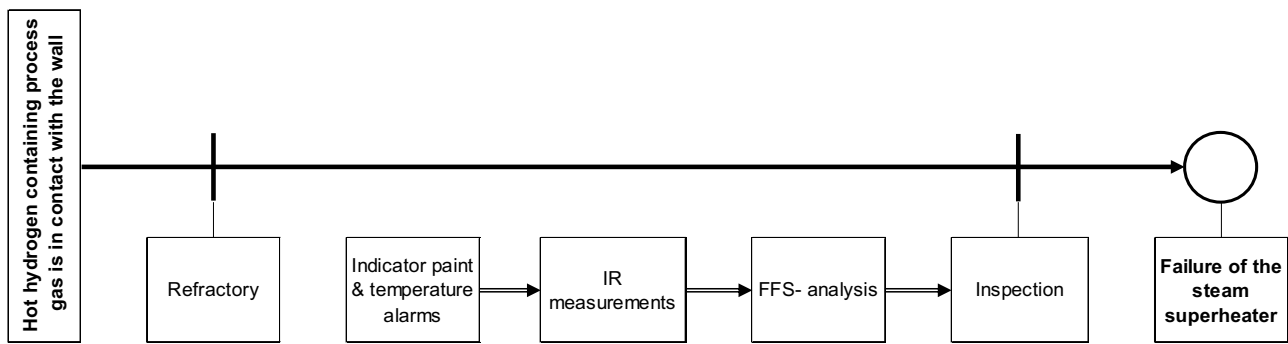 Hot hydrogen containing process
gas is in contact with the wall
Refractory
Indicator paint
& temperature
alarms
IR
measurements
FFS- analysis
Inspection
Failure of the
steam
superheater